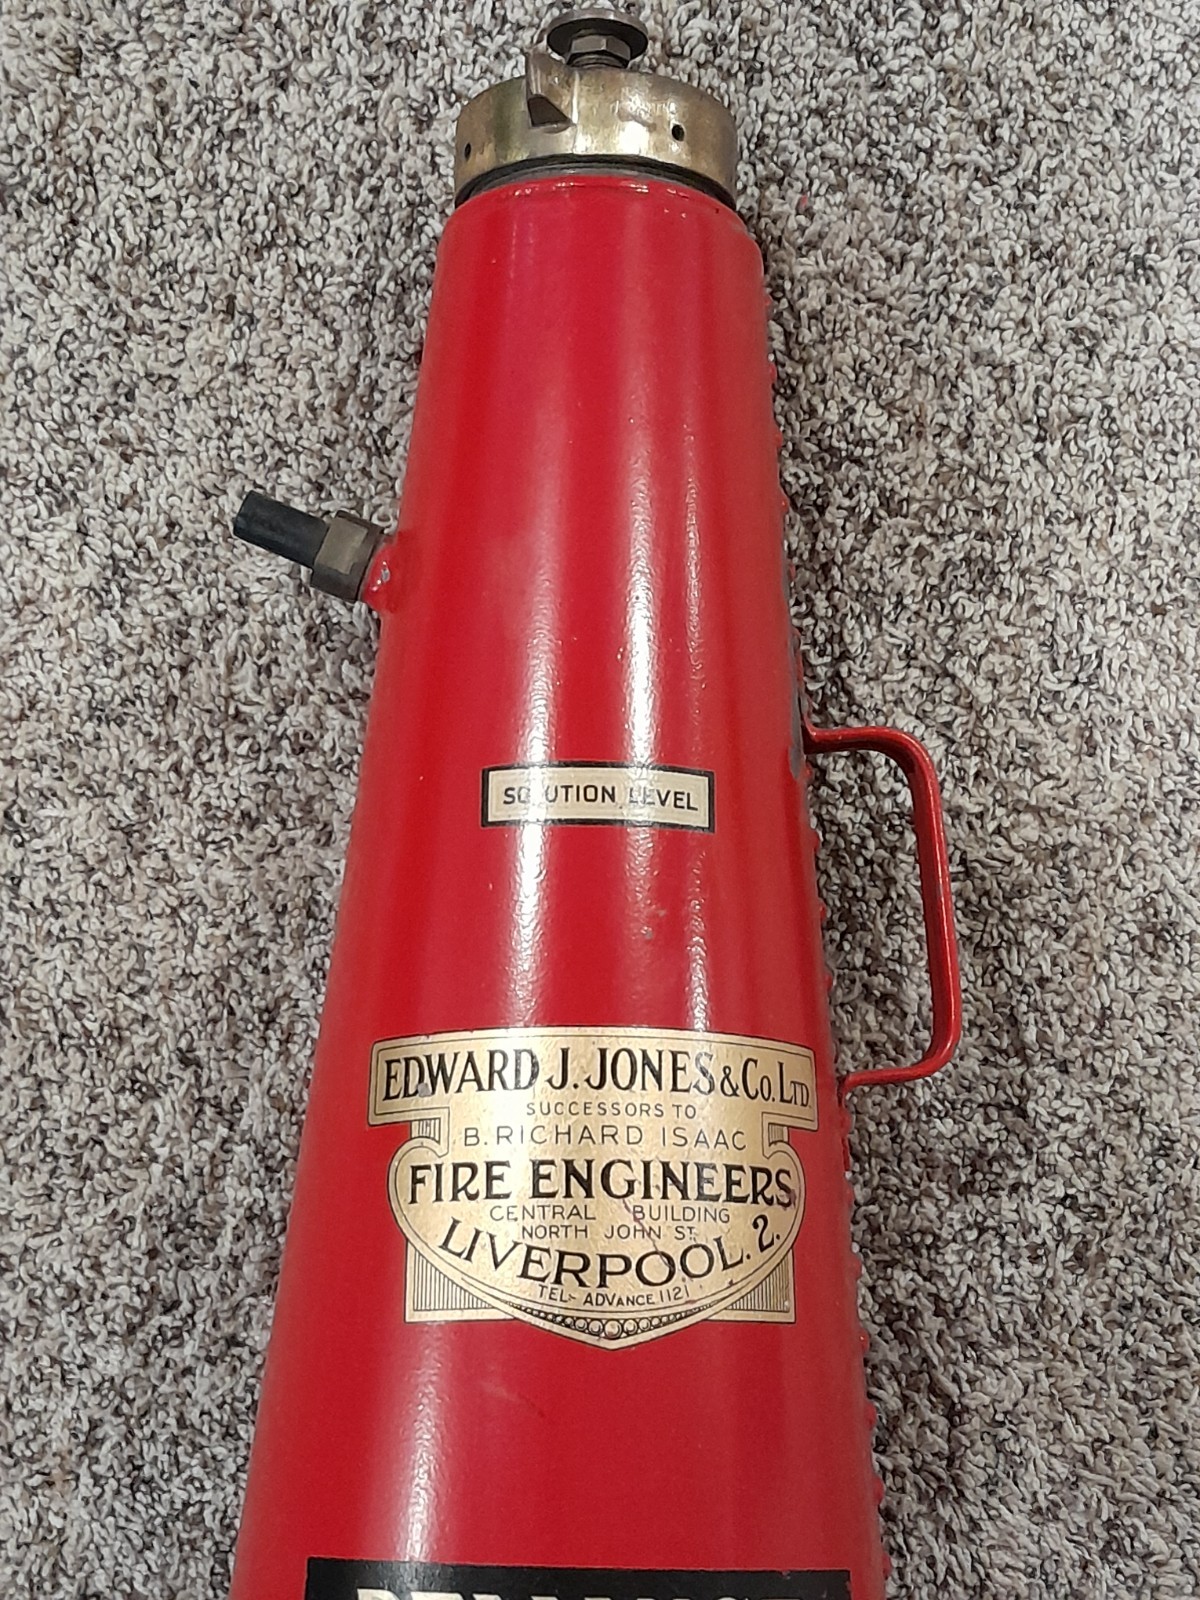 SOLUTION LEVEL
EDWARD J. JONES & Co. LTD.
SUCCESSORS TO
B. RICHARD ISAAC
FIRE ENGINEERS
CENTRAL BUILDING
NORTH JOHN ST.
LIVERPOOL. 2.
TEL- ADVANCE 1121